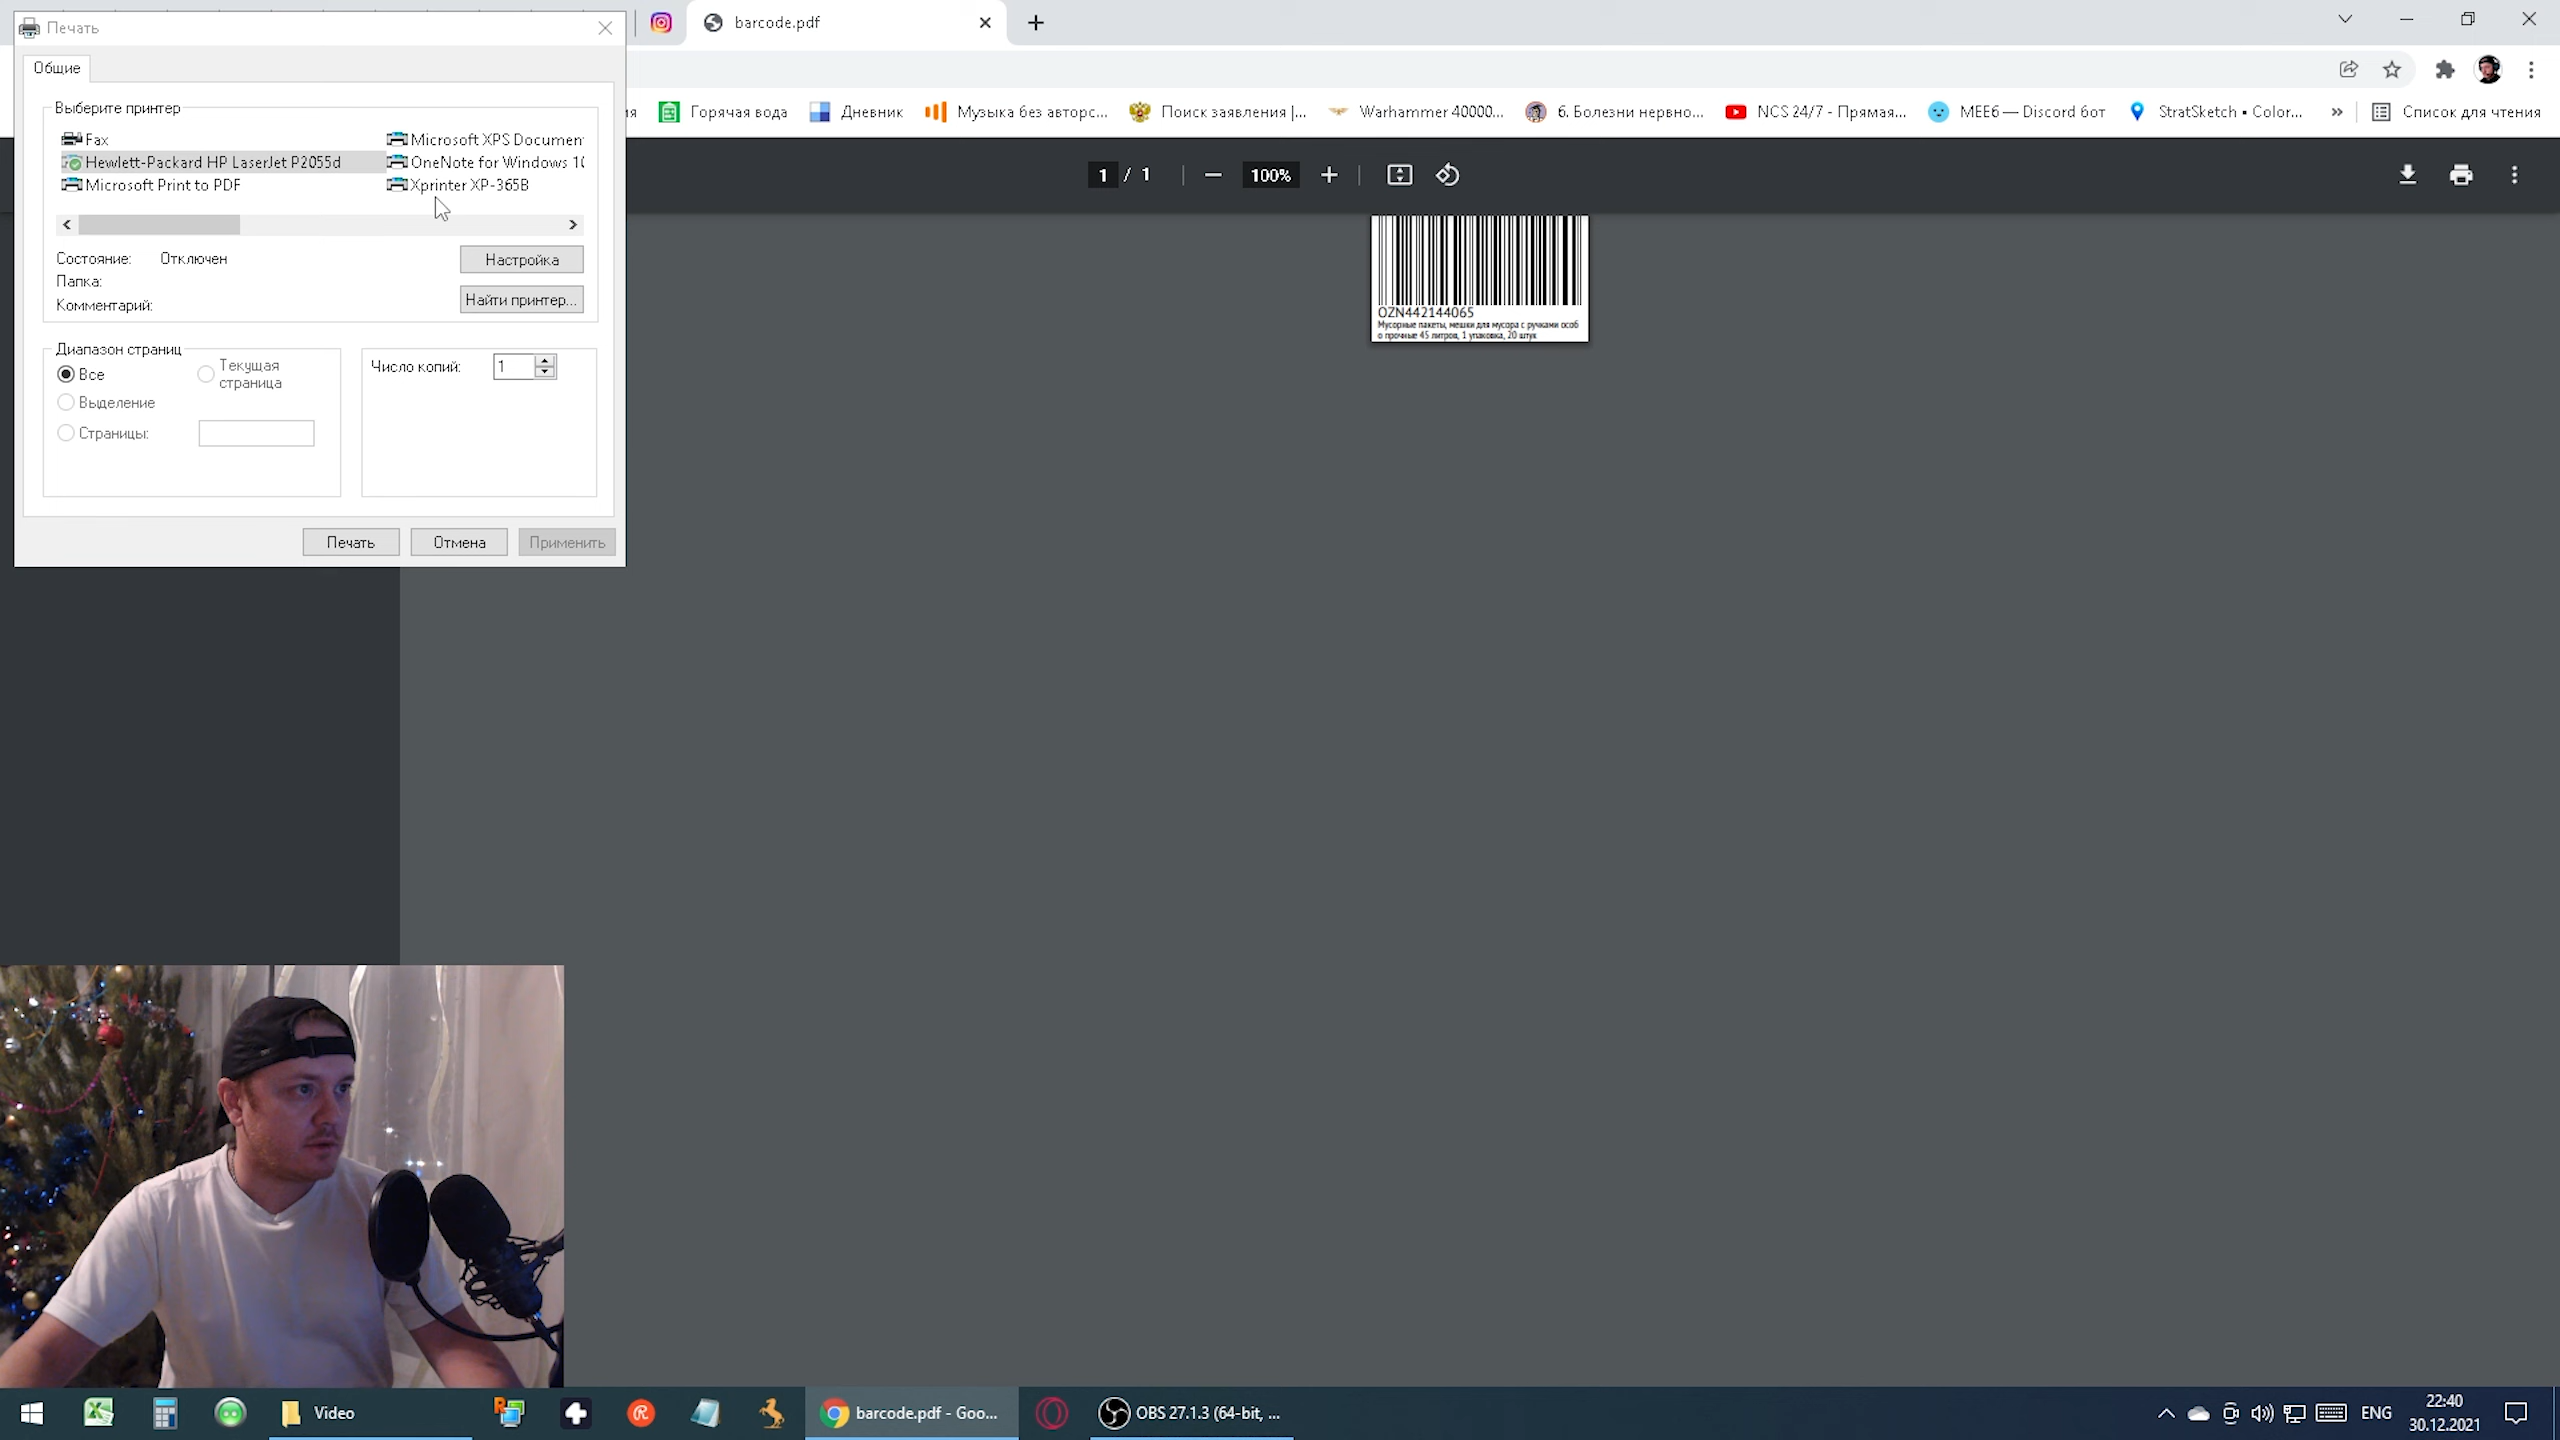 Печать
barcode.pdf
Общие
Выберите принтер
Fax
Microsoft XPS Documen
Hewlett-Packard HP LaserJet P2055d
OneNote for Windows 10
Microsoft Print to PDF
Xprinter XP-365B
Состояние: Отключен
Настройка
Папка:
Найти принтер...
Комментарий:
Диапазон страниц
Все
Текущая
страница
Выделение
Страницы:
Число копий: 1
Печать
Отмена
Применить
ия
Горячая вода
Дневник
Музыка без авторс...
Поиск заявления |...
Warhammer 40000...
6. Болезни нервно...
NCS 24/7 - Прямая...
MEE6 — Discord бот
StratSketch • Color...
»
Список для чтения
1 / 1
100%
OZN442144065
Мусорные пакеты, мешки для мусора с ручками особ
о прочные 45 литров, 1 упаковка, 20 штук
Video
barcode.pdf - Goo...
OBS 27.1.3 (64-bit, ...
ENG
22:40
30.12.2021